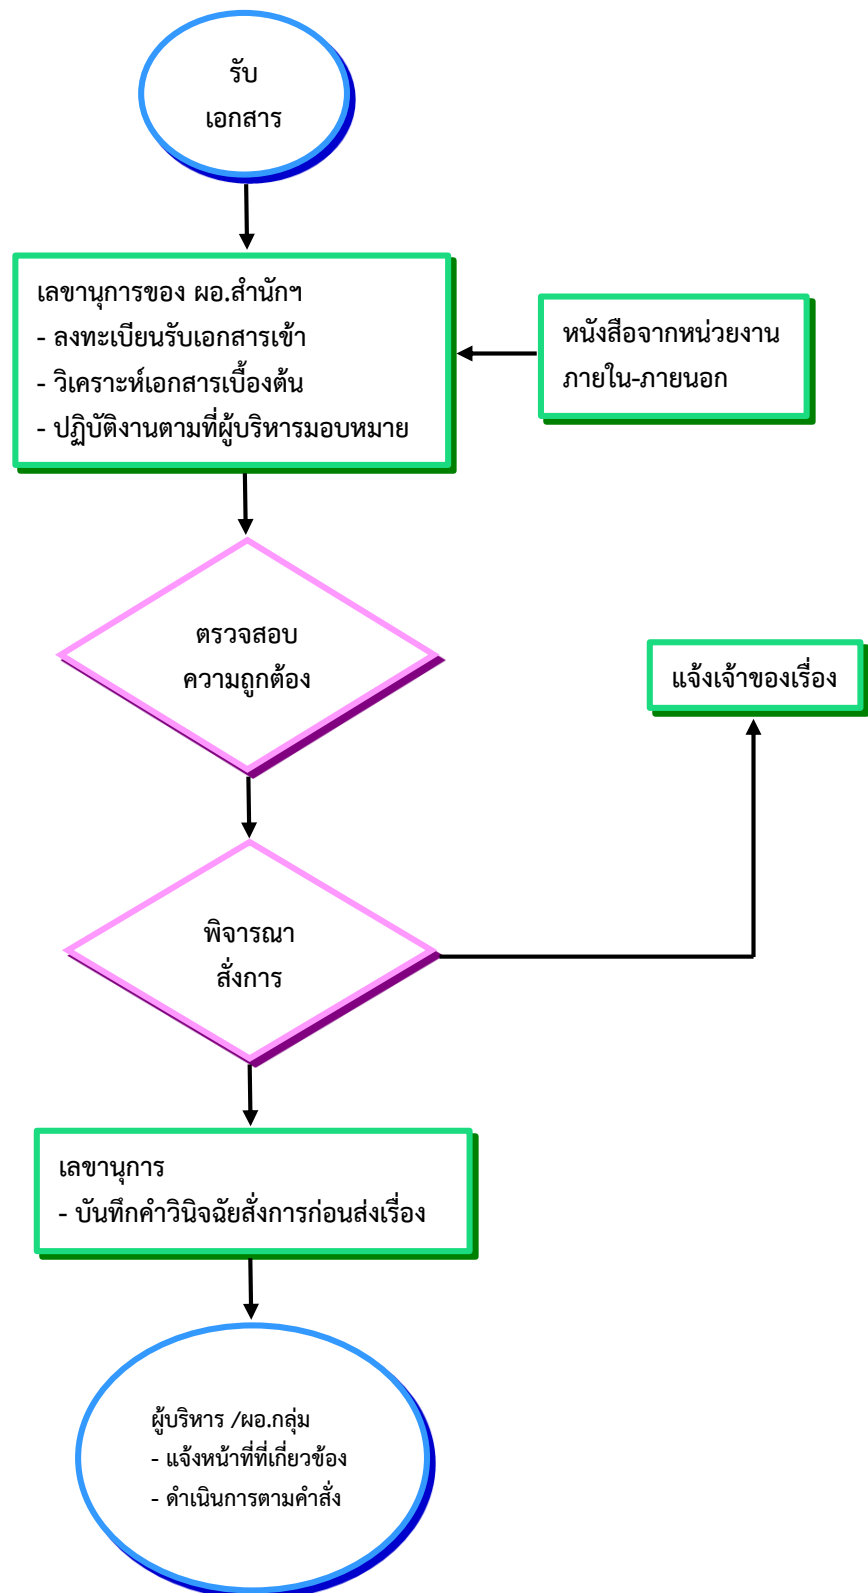 รับ
เอกสาร
เลขานุการของ ผอ.สำนักฯ
- ลงทะเบียนรับเอกสารเข้า
- วิเคราะห์เอกสารเบื้องต้น
- ปฏิบัติงานตามที่ผู้บริหารมอบหมาย
หนังสือจากหน่วยงาน
ภายใน-ภายนอก
ตรวจสอบ
ความถูกต้อง
แจ้งเจ้าของเรื่อง
พิจารณา
สั่งการ
เลขานุการ
- บันทึกคำวินิจฉัยสั่งการก่อนส่งเรื่อง
ผู้บริหาร /ผอ.กลุ่ม
- แจ้งหน้าที่ที่เกี่ยวข้อง
- ดำเนินการตามคำสั่ง